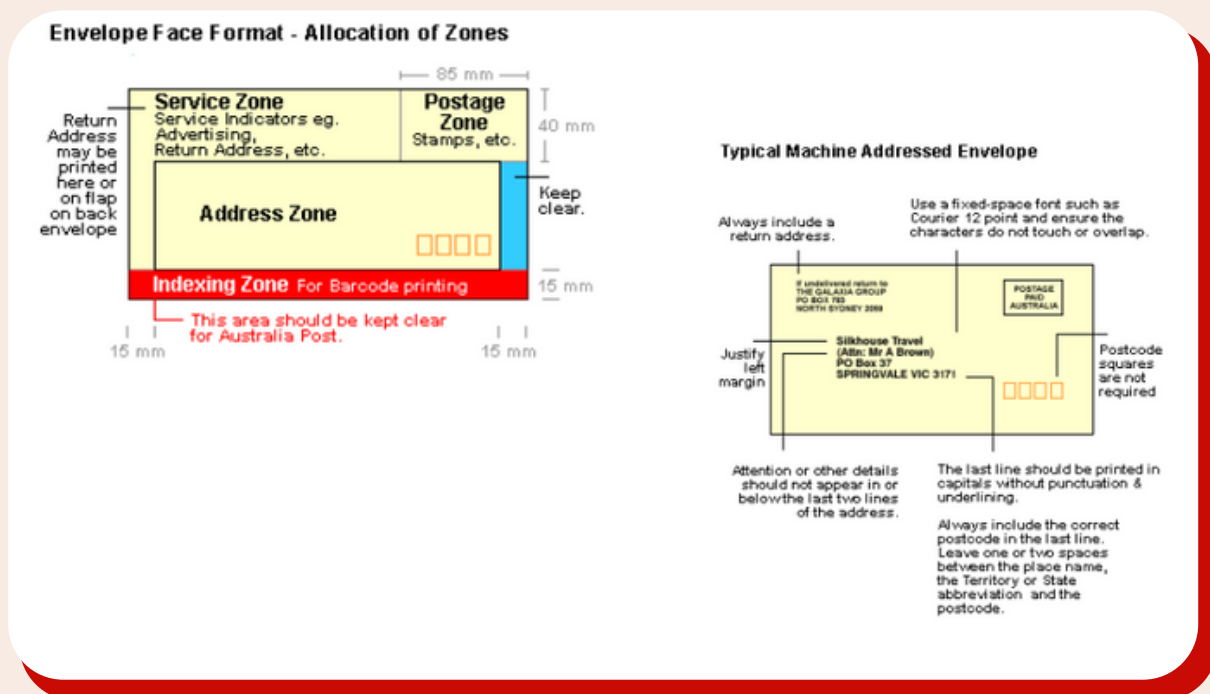 Envelope Face Format - Allocation of Zones
85 mm
Service Zone
Service Indicators eg.
Advertising,
Return Address, etc.
Postage
Zone
Stamps, etc.
40 mm
Return
Address
may be
printed
here or
on flap
on back
envelope
Address Zone
Keep
clear.
Indexing Zone For Barcode printing
15 mm
This area should be kept clear
for Australia Post.
15 mm
15 mm
Typical Machine Addressed Envelope
Always include a
return address.
Use a fixed-space font such as
Courier 12 point and ensure the
characters do not touch or overlap.
If undelivered return to
THE GALAXIA GROUP
PO BOX 783
NORTH SYDNEY 2059
POSTAGE
PAID
AUSTRALIA
Silkhouse Travel
(Attn: Mr A Brown)
PO Box 37
SPRINGVALE VIC 3171
Justify
left
margin
Postcode
squares
are not
required
Attention or other details
should not appear in or
below the last two lines
of the address.
The last line should be printed in
capitals without punctuation &
underlining.
Always include the correct
postcode in the last line.
Leave one or two spaces
between the place name,
the Territory or State
abbreviation and the
postcode.